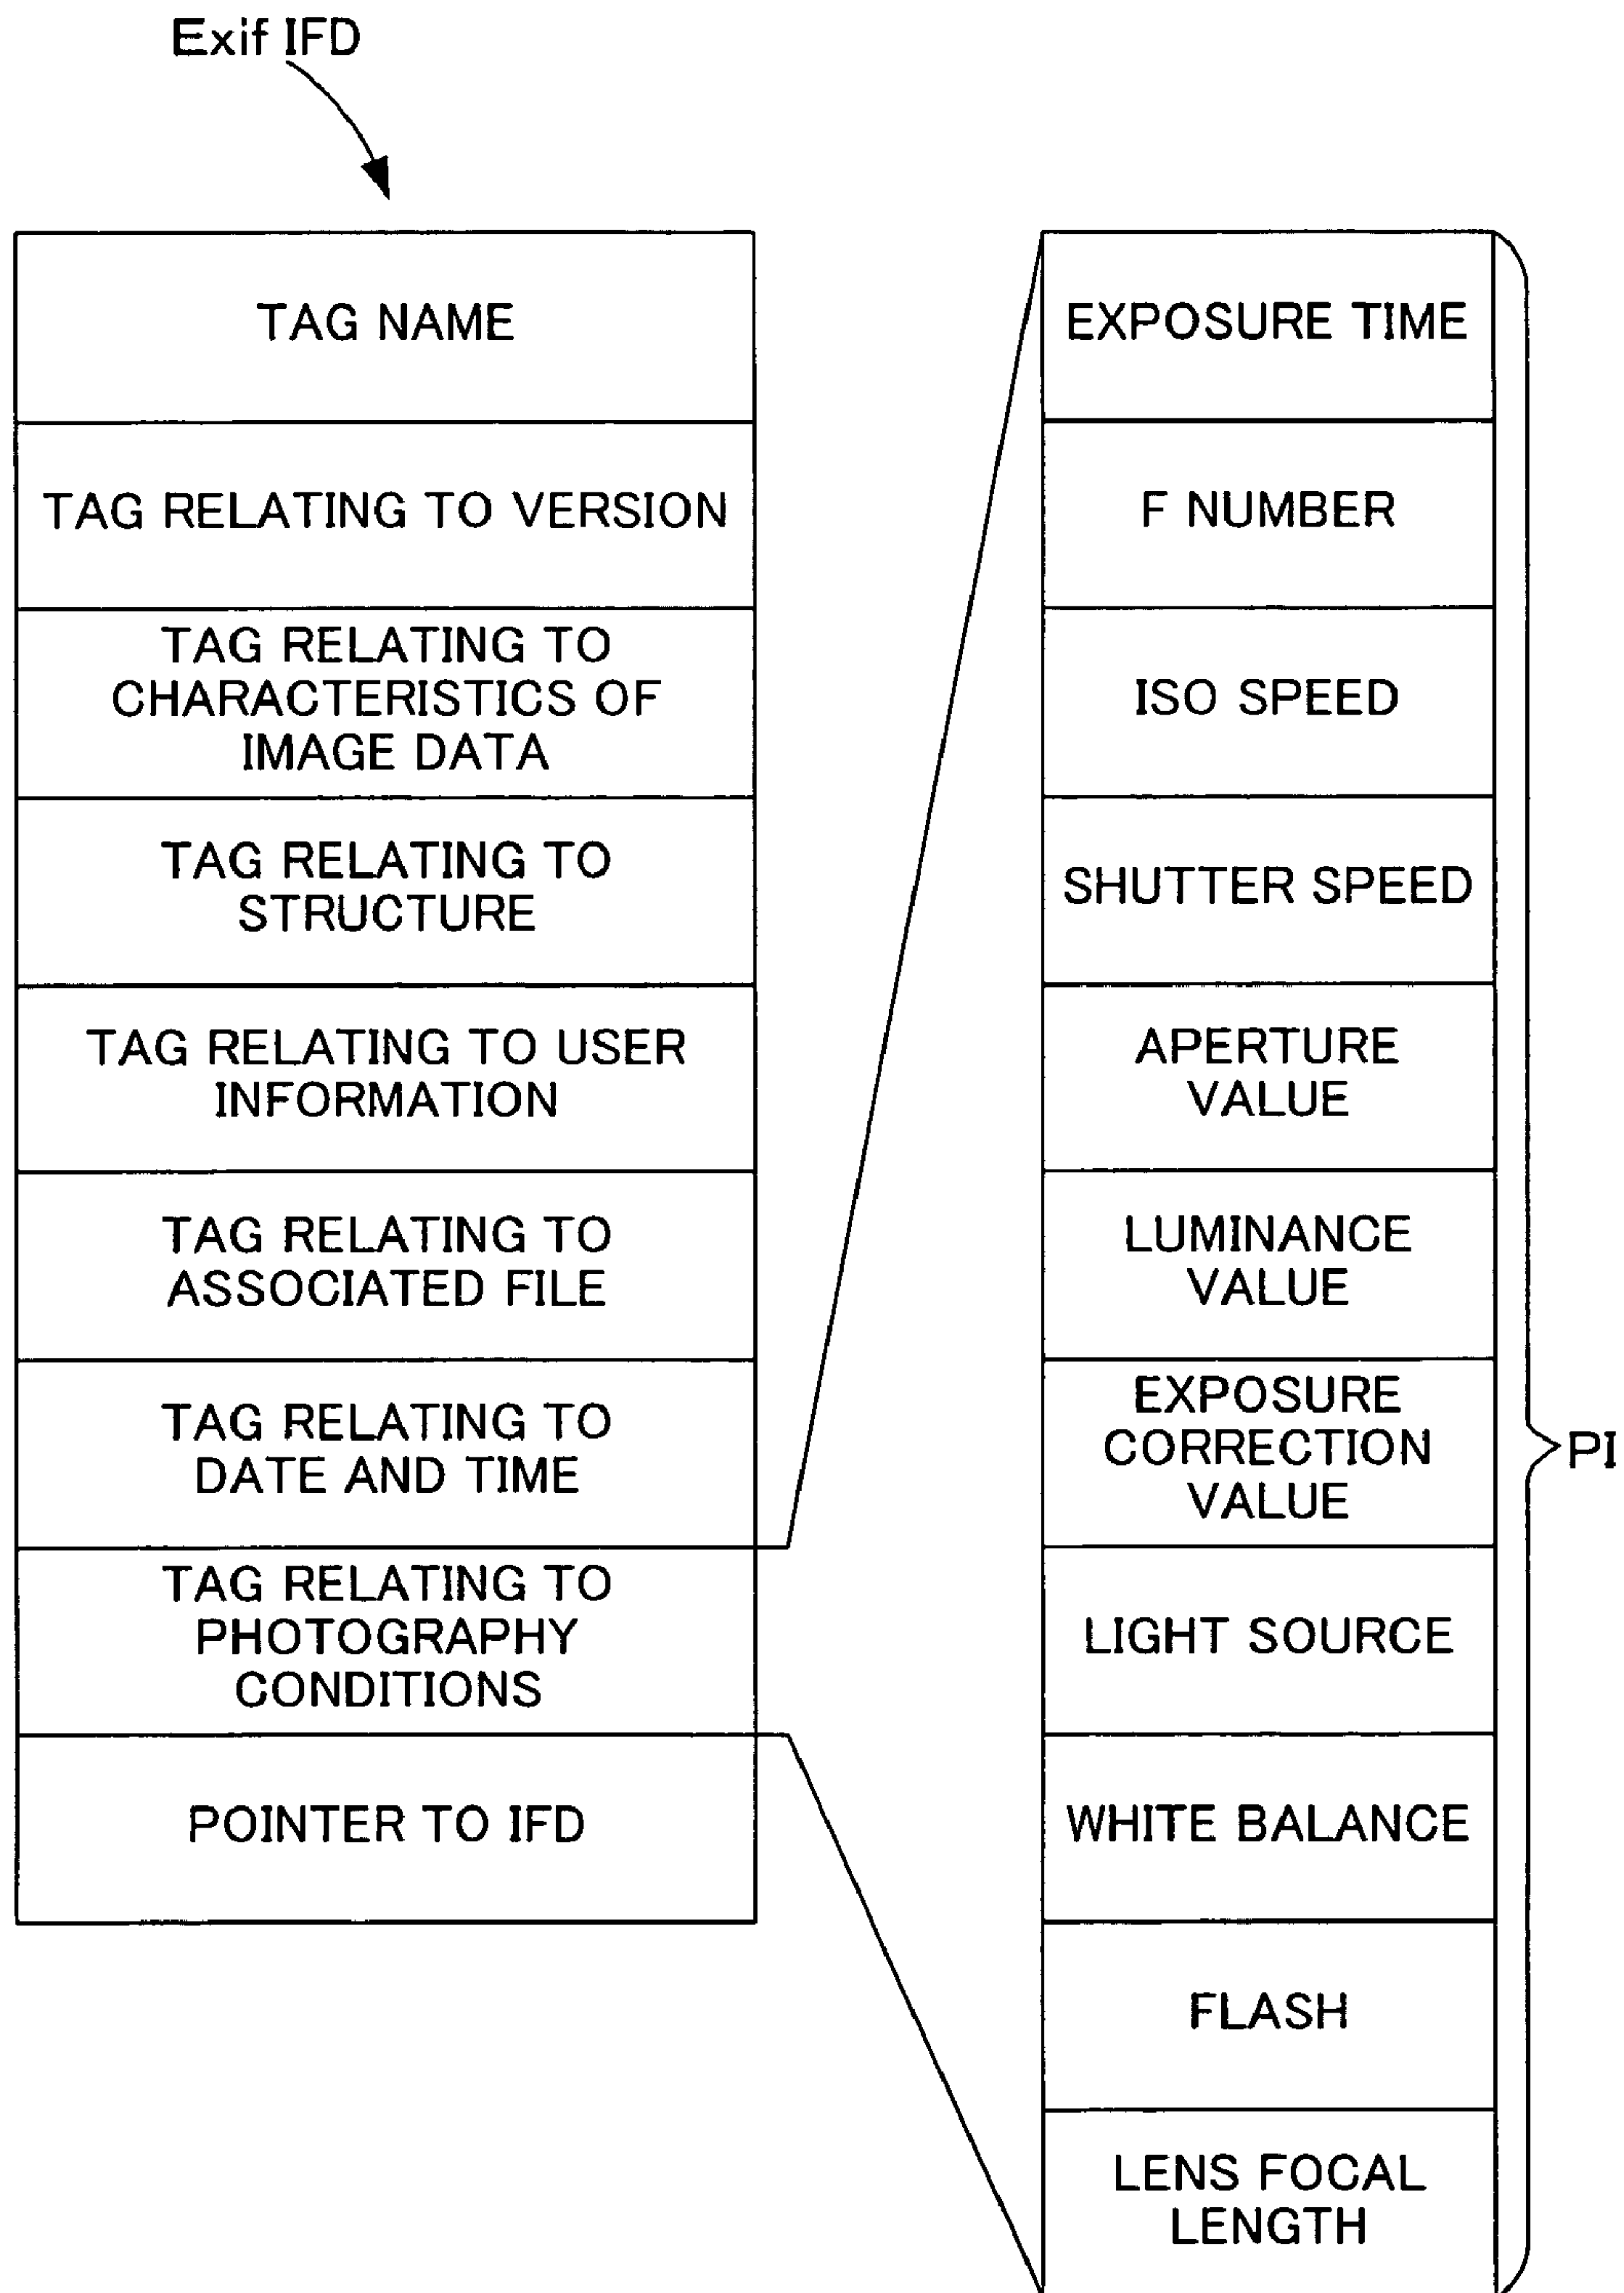 Exif IFD
TAG NAME
TAG RELATING TO VERSION
TAG RELATING TO
CHARACTERISTICS OF
IMAGE DATA
TAG RELATING TO
STRUCTURE
TAG RELATING TO USER
INFORMATION
TAG RELATING TO
ASSOCIATED FILE
TAG RELATING TO
DATE AND TIME
TAG RELATING TO
PHOTOGRAPHY
CONDITIONS
POINTER TO IFD
EXPOSURE TIME
F NUMBER
ISO SPEED
SHUTTER SPEED
APERTURE
VALUE
LUMINANCE
VALUE
EXPOSURE
CORRECTION
VALUE
LIGHT SOURCE
WHITE BALANCE
FLASH
LENS FOCAL
LENGTH
PI